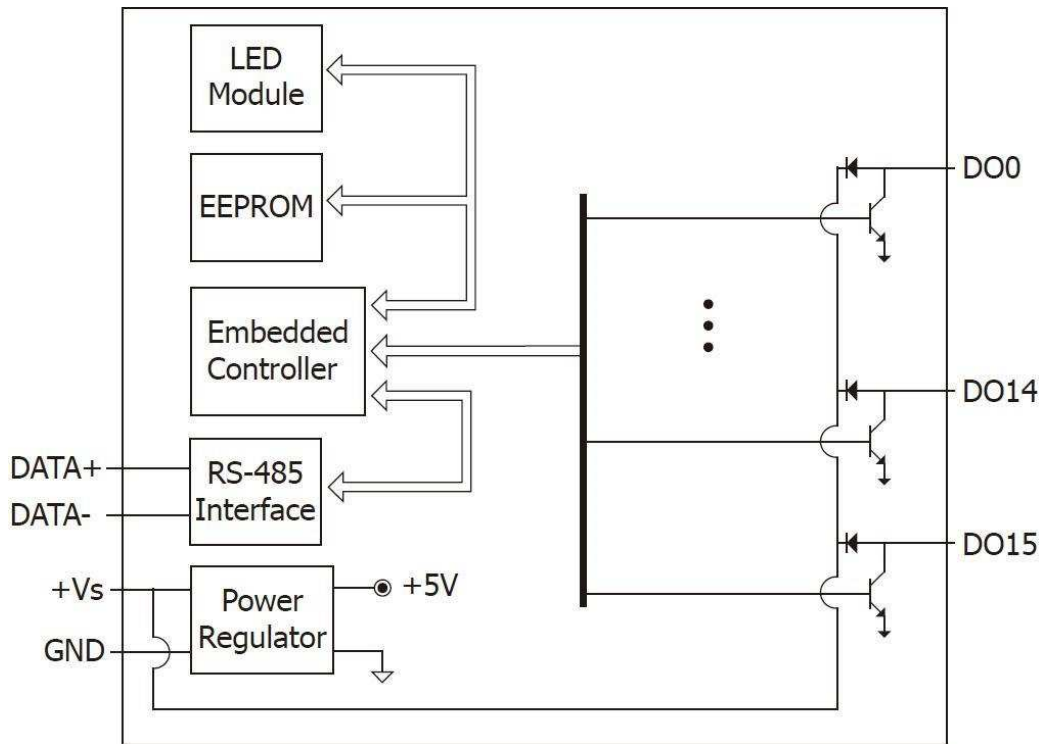 LED
Module
EEPROM
Embedded
Controller
RS-485
Interface
Power
Regulator
DATA+
DATA-
+Vs
GND
+5V
DO0
DO14
DO15